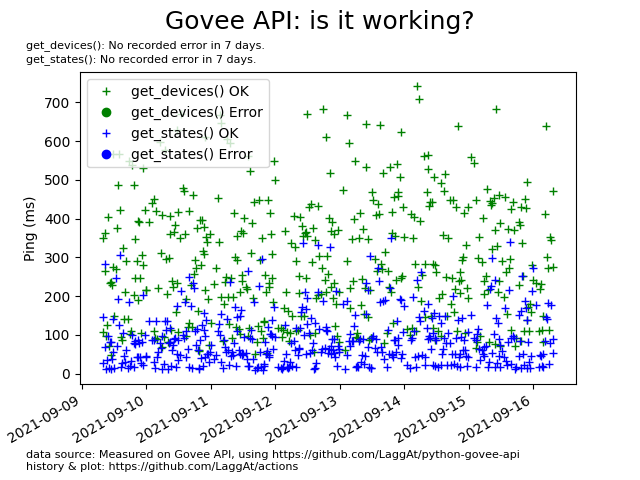 Govee API: is it working?
get_devices(): No recorded error in 7 days.
get_states(): No recorded error in 7 days.
get_devices() OK
get_devices() Error
get_states() OK
get_states() Error
Ping (ms)
700
600
500
400
300
200
100
0
2021-09-09
2021-09-10
2021-09-11
2021-09-12
2021-09-13
2021-09-14
2021-09-15
2021-09-16
data source: Measured on Govee API, using https://github.com/LaggAt/python-govee-api
history & plot: https://github.com/LaggAt/actions